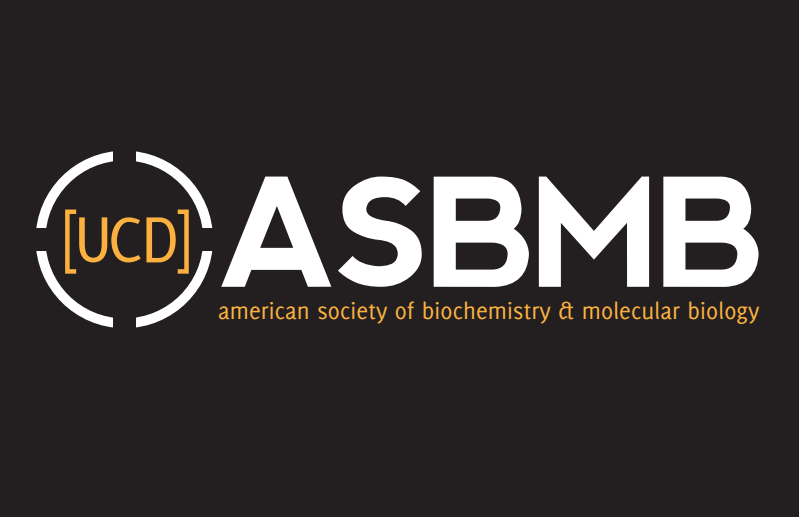 [UCD]
ASBMB
american society of biochemistry & molecular biology